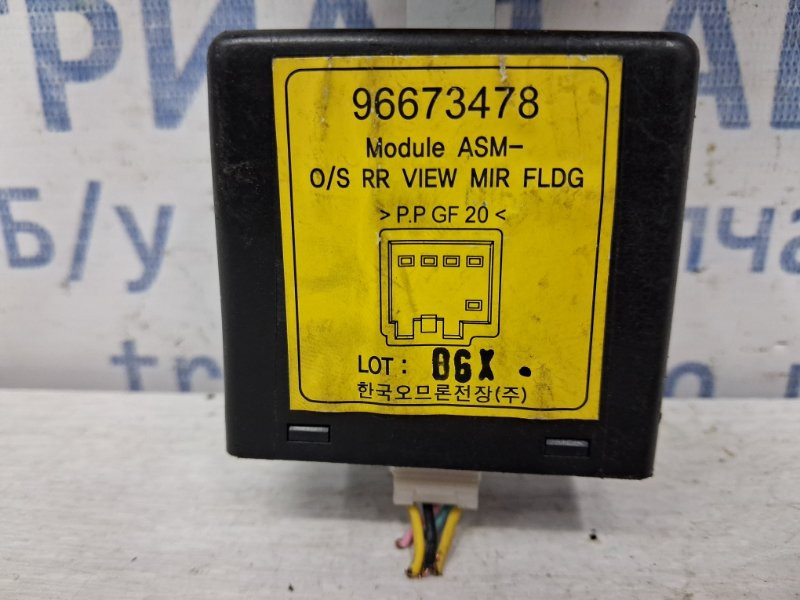 96673478
Module ASM-
O/S RR VIEW MIR FLDG
>P.P GF 20<
LOT : 06X.
한국오므론전장(주)
б/у